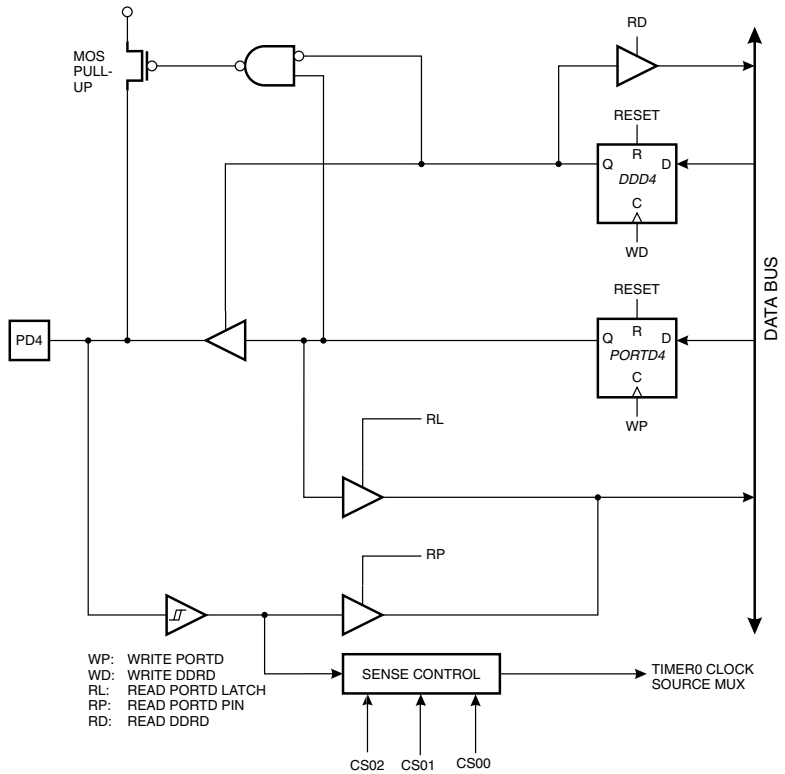 RD
MOS
PULL-
UP
RESET
R
Q
D
DDD4
C
WD
DATA BUS
RESET
R
Q
D
PD4
PORTD4
C
WP
RL
RP
WP: WRITE PORTD
WD: WRITE DDRD
RL: READ PORTD LATCH
RP: READ PORTD PIN
RD: READ DDRD
SENSE CONTROL
TIMER0 CLOCK
SOURCE MUX
CS02
CS01
CS00